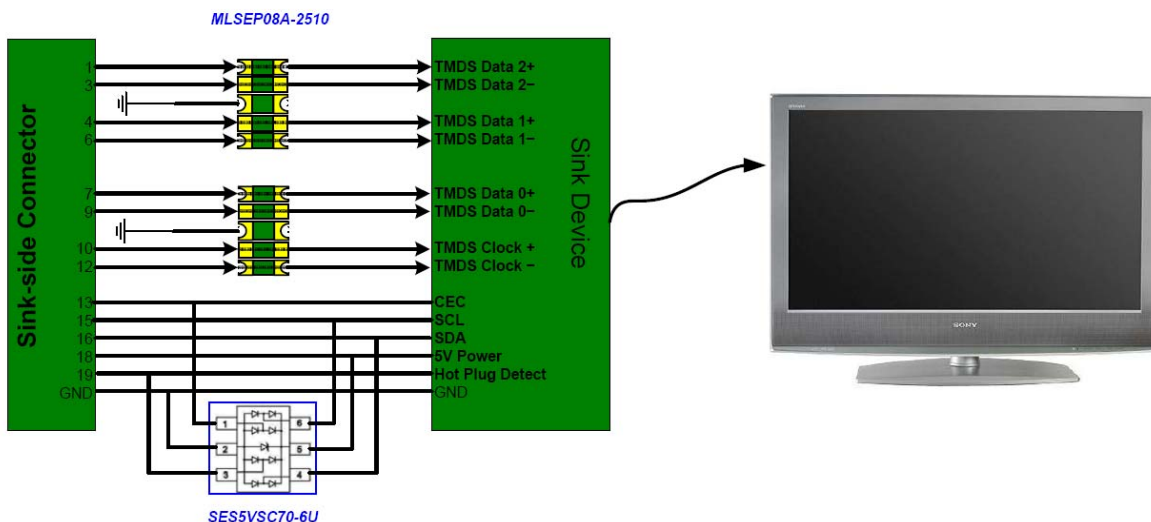 MLSEP08A-2510
Sink-side Connector
1
3
4
6
7
9
10
12
13
15
16
18
19
GND
TMDS Data 2+
TMDS Data 2−
TMDS Data 1+
TMDS Data 1−
TMDS Data 0+
TMDS Data 0−
TMDS Clock +
TMDS Clock −
CEC
SCL
SDA
5V Power
Hot Plug Detect
GND
Sink Device
SONY
1
2
3
6
5
4
SES5VSC70-6U